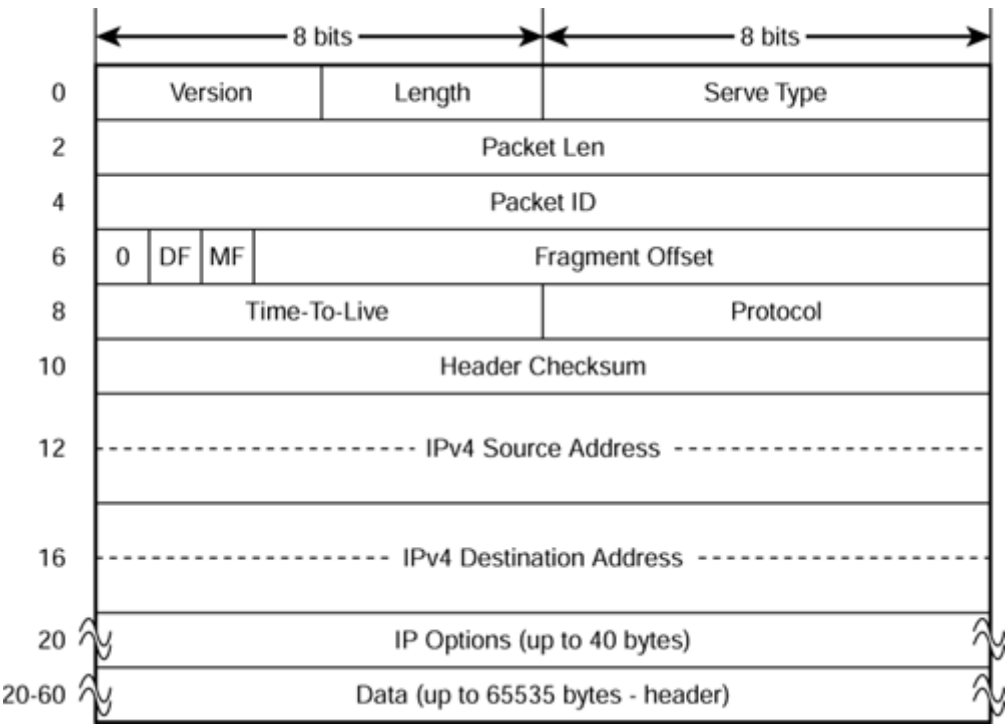 8 bits 8 bits
0 Version Length Serve Type
2 Packet Len
4 Packet ID
6 0 DF MF Fragment Offset
8 Time-To-Live Protocol
10 Header Checksum
12 IPv4 Source Address
16 IPv4 Destination Address
20 IP Options (up to 40 bytes)
20-60 Data (up to 65535 bytes - header)